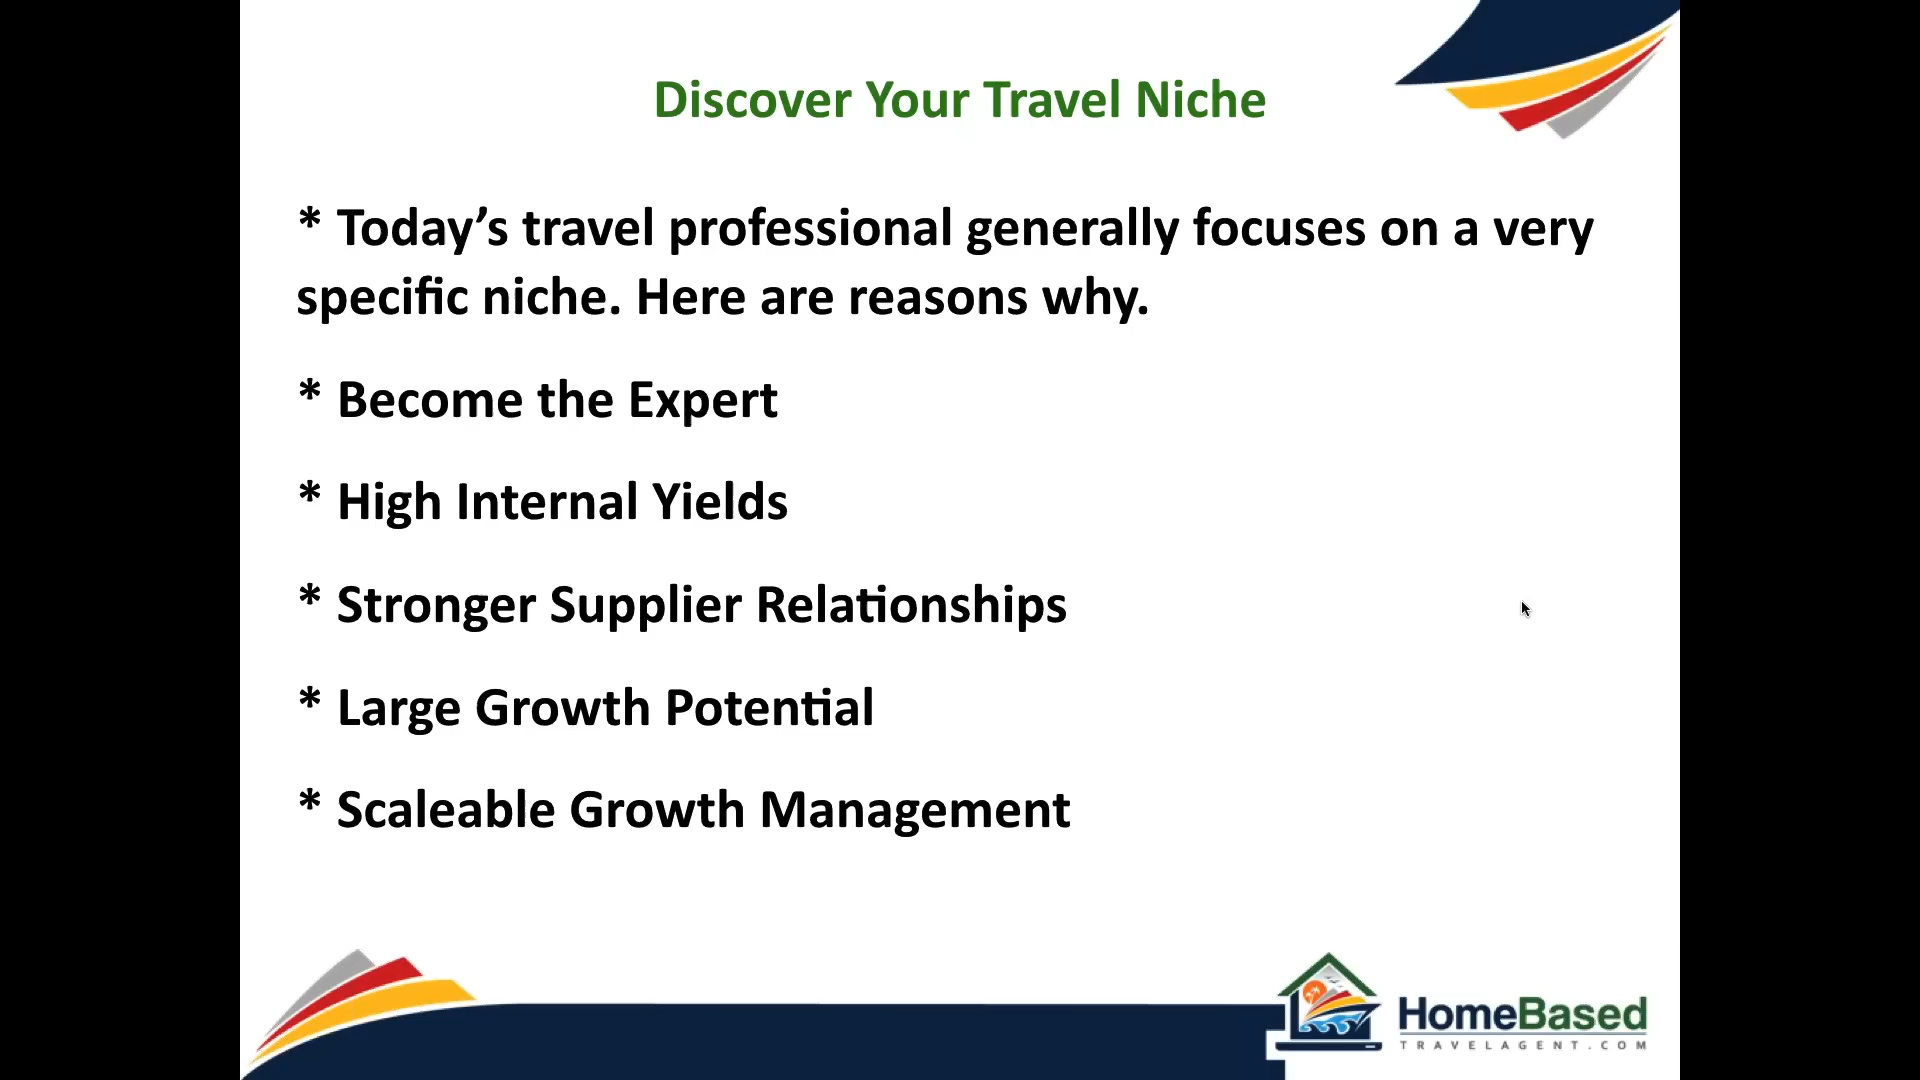 Discover Your Travel Niche
* Today’s travel professional generally focuses on a very
specific niche. Here are reasons why.
* Become the Expert
* High Internal Yields
* Stronger Supplier Relationships
* Large Growth Potential
* Scaleable Growth Management
HomeBased
TRAVELAGENT.COM